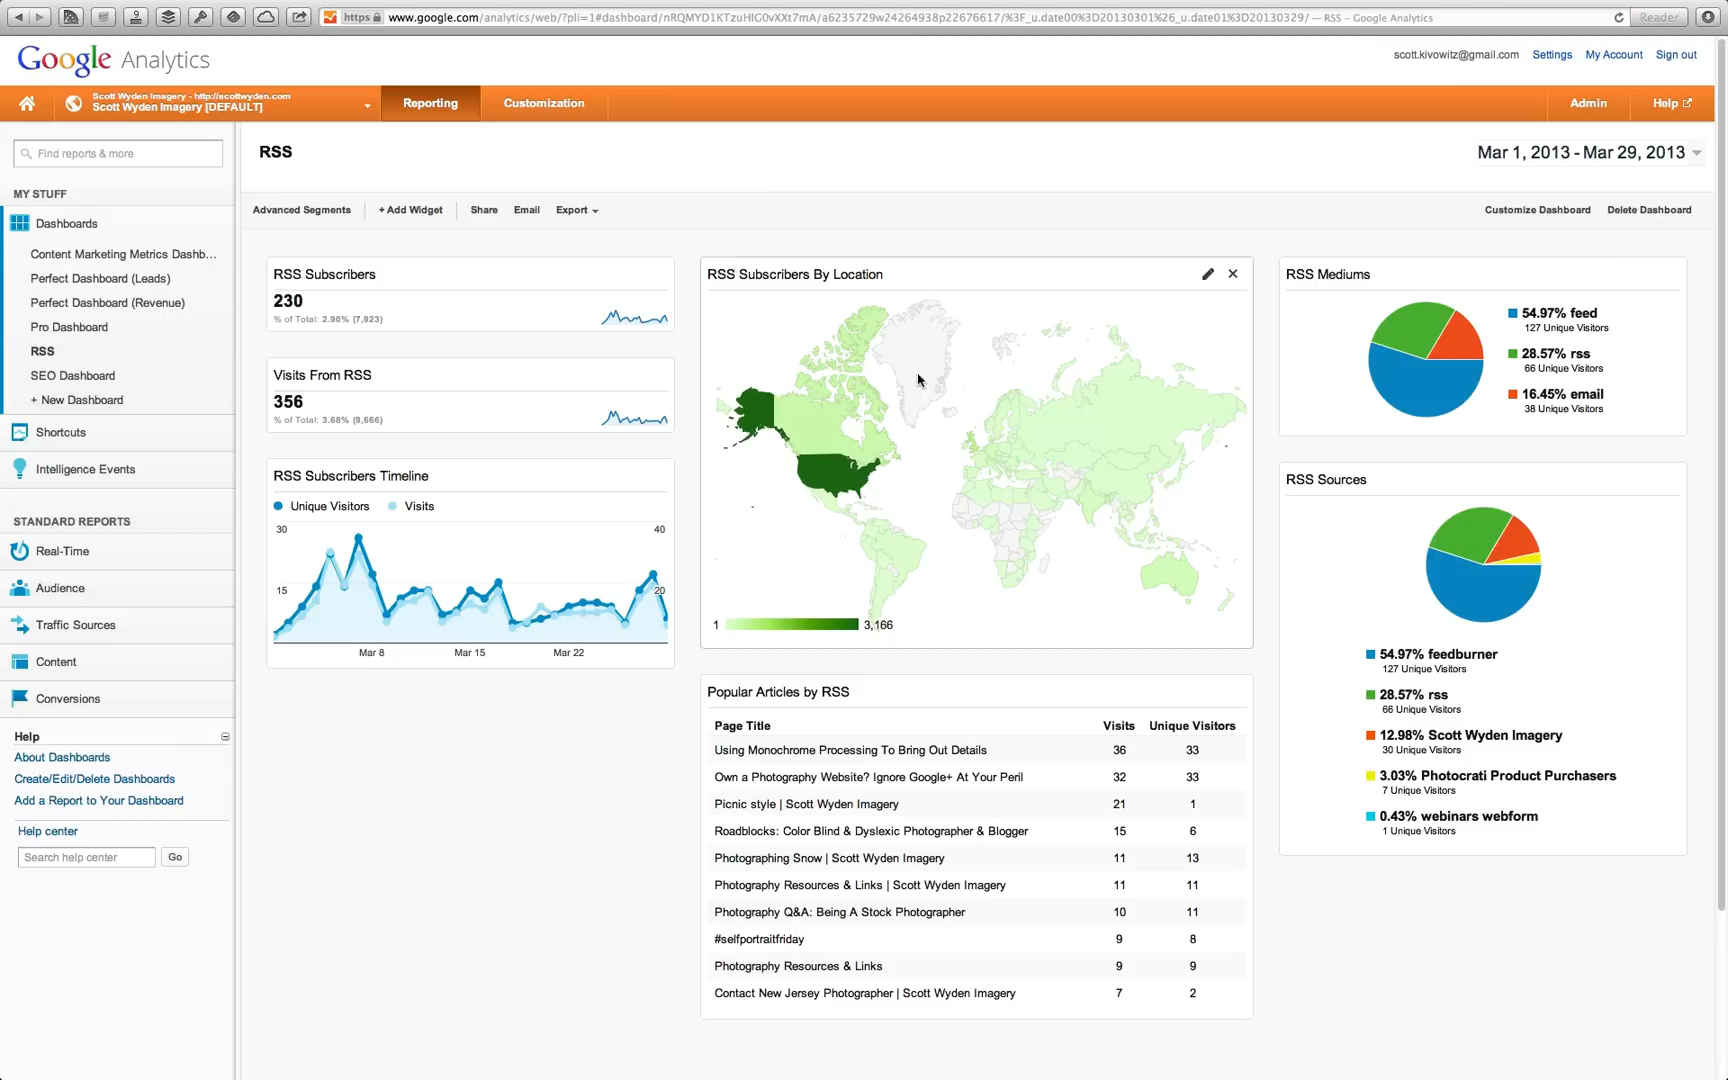 https www.google.com/analytics/web/?pli=1#dashboard/nRQMYD1KTzuHIG0vXXt7mA/a6235729w24264938p22676617/%3F_u.date00%3D20130301%26_u.date01%3D20130329/ — RSS – Google Analytics
Reader
Google Analytics
scott.kivowitz@gmail.com Settings My Account Sign out
Scott Wyden Imagery - http://scottwyden.com
Scott Wyden Imagery [DEFAULT]
Reporting Customization Admin Help
Find reports & more
RSS
Mar 1, 2013 - Mar 29, 2013
MY STUFF
Dashboards
Content Marketing Metrics Dashb...
Perfect Dashboard (Leads)
Perfect Dashboard (Revenue)
Pro Dashboard
RSS
SEO Dashboard
+ New Dashboard
Shortcuts
Intelligence Events
STANDARD REPORTS
Real-Time
Audience
Traffic Sources
Content
Conversions
Help
About Dashboards
Create/Edit/Delete Dashboards
Add a Report to Your Dashboard
Help center
Search help center Go
Advanced Segments + Add Widget Share Email Export
Customize Dashboard Delete Dashboard
RSS Subscribers
230
% of Total: 2.90% (7,923)
Visits From RSS
356
% of Total: 3.68% (9,666)
RSS Subscribers Timeline
Unique Visitors Visits
30 40
15 20
Mar 8 Mar 15 Mar 22
RSS Subscribers By Location
1 3,166
Popular Articles by RSS
Page Title Visits Unique Visitors
Using Monochrome Processing To Bring Out Details 36 33
Own a Photography Website? Ignore Google+ At Your Peril 32 33
Picnic style | Scott Wyden Imagery 21 1
Roadblocks: Color Blind & Dyslexic Photographer & Blogger 15 6
Photographing Snow | Scott Wyden Imagery 11 13
Photography Resources & Links | Scott Wyden Imagery 11 11
Photography Q&A: Being A Stock Photographer 10 11
#selfportraitfriday 9 8
Photography Resources & Links 9 9
Contact New Jersey Photographer | Scott Wyden Imagery 7 2
RSS Mediums
54.97% feed
127 Unique Visitors
28.57% rss
66 Unique Visitors
16.45% email
38 Unique Visitors
RSS Sources
54.97% feedburner
127 Unique Visitors
28.57% rss
66 Unique Visitors
12.98% Scott Wyden Imagery
30 Unique Visitors
3.03% Photocrati Product Purchasers
7 Unique Visitors
0.43% webinars webform
1 Unique Visitors